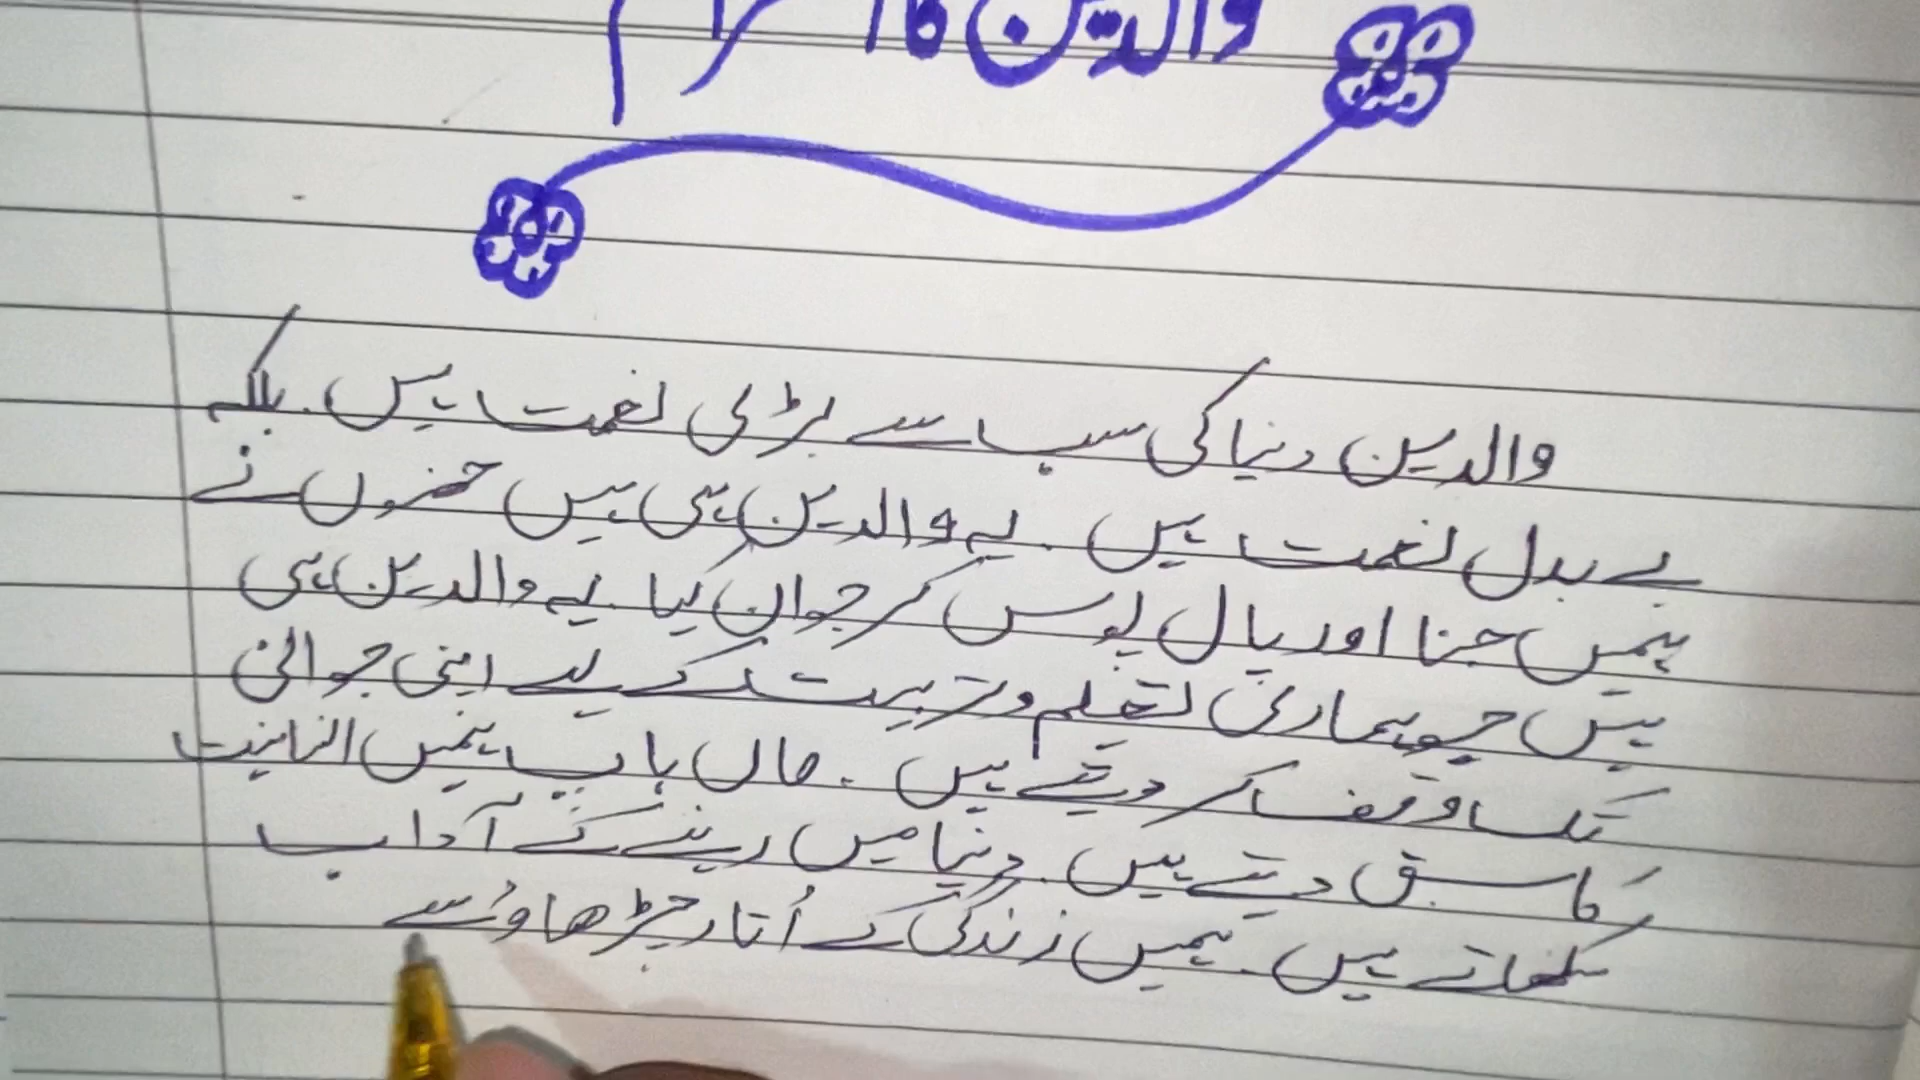 والدین کا احترام
والدین دنیا کی سب سے بڑی نعمت ہیں۔ بلکہ
بے بدل نعمت ہیں۔ یہ والدین ہی ہیں جنہوں نے
ہمیں جنا اور پال پوس کر جوان کیا۔ یہ والدین ہی
ہیں جو ہماری تعلیم و تربیت کے لیے اپنی جوانی
تک وقف کر دیتے ہیں۔ ماں باپ ہمیں انسانیت
کا سبق دیتے ہیں۔ دنیا میں رہنے کے آداب
سکھاتے ہیں۔ ہمیں زندگی کے اُتار چڑھاؤ سے